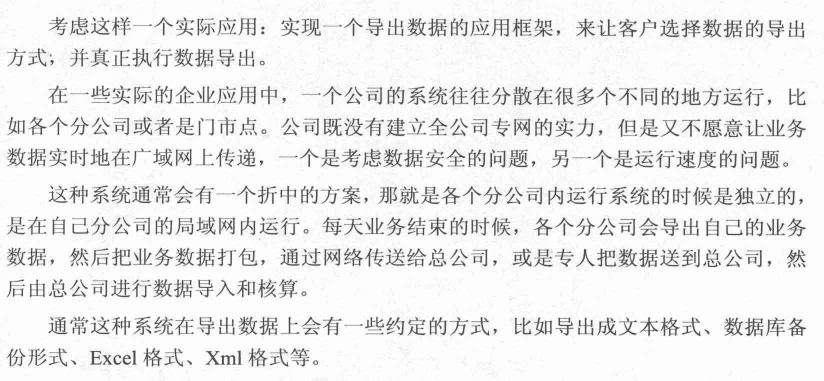 考虑这样一个实际应用：实现一个导出数据的应用框架，来让客户选择数据的导出
方式；并真正执行数据导出。
在一些实际的企业应用中，一个公司的系统往往分散在很多个不同的地方运行，比
如各个分公司或者是门市点。公司既没有建立全公司专网的实力，但是又不愿意让业务
数据实时地在广域网上传递，一个是考虑数据安全的问题，另一个是运行速度的问题。
这种系统通常会有一个折中的方案，那就是各个分公司内运行系统的时候是独立的，
是在自己分公司的局域网内运行。每天业务结束的时候，各个分公司会导出自己的业务
数据，然后把业务数据打包，通过网络传送给总公司，或是专人把数据送到总公司，然
后由总公司进行数据导入和核算。
通常这种系统在导出数据上会有一些约定的方式，比如导出成文本格式、数据库备
份形式、Excel 格式、Xml 格式等。